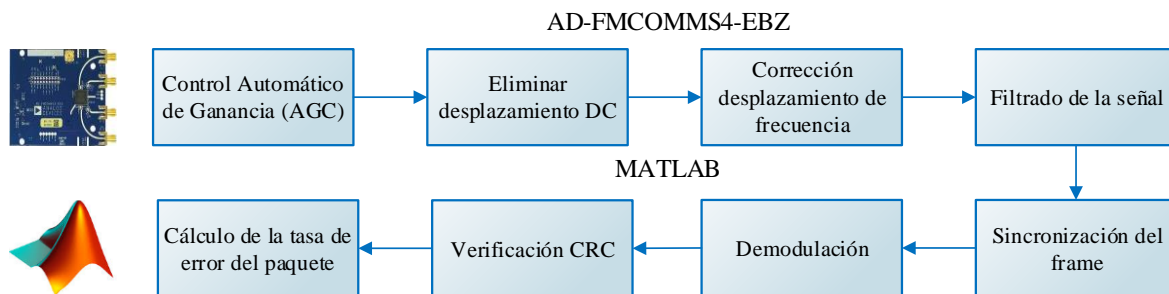 AD-FMCOMMS4-EBZ
Control Automático
de Ganancia (AGC)
Eliminar
desplazamiento DC
Corrección
desplazamiento de
frecuencia
Filtrado de la señal
MATLAB
Cálculo de la tasa de
error del paquete
Verificación CRC
Demodulación
Sincronización del
frame